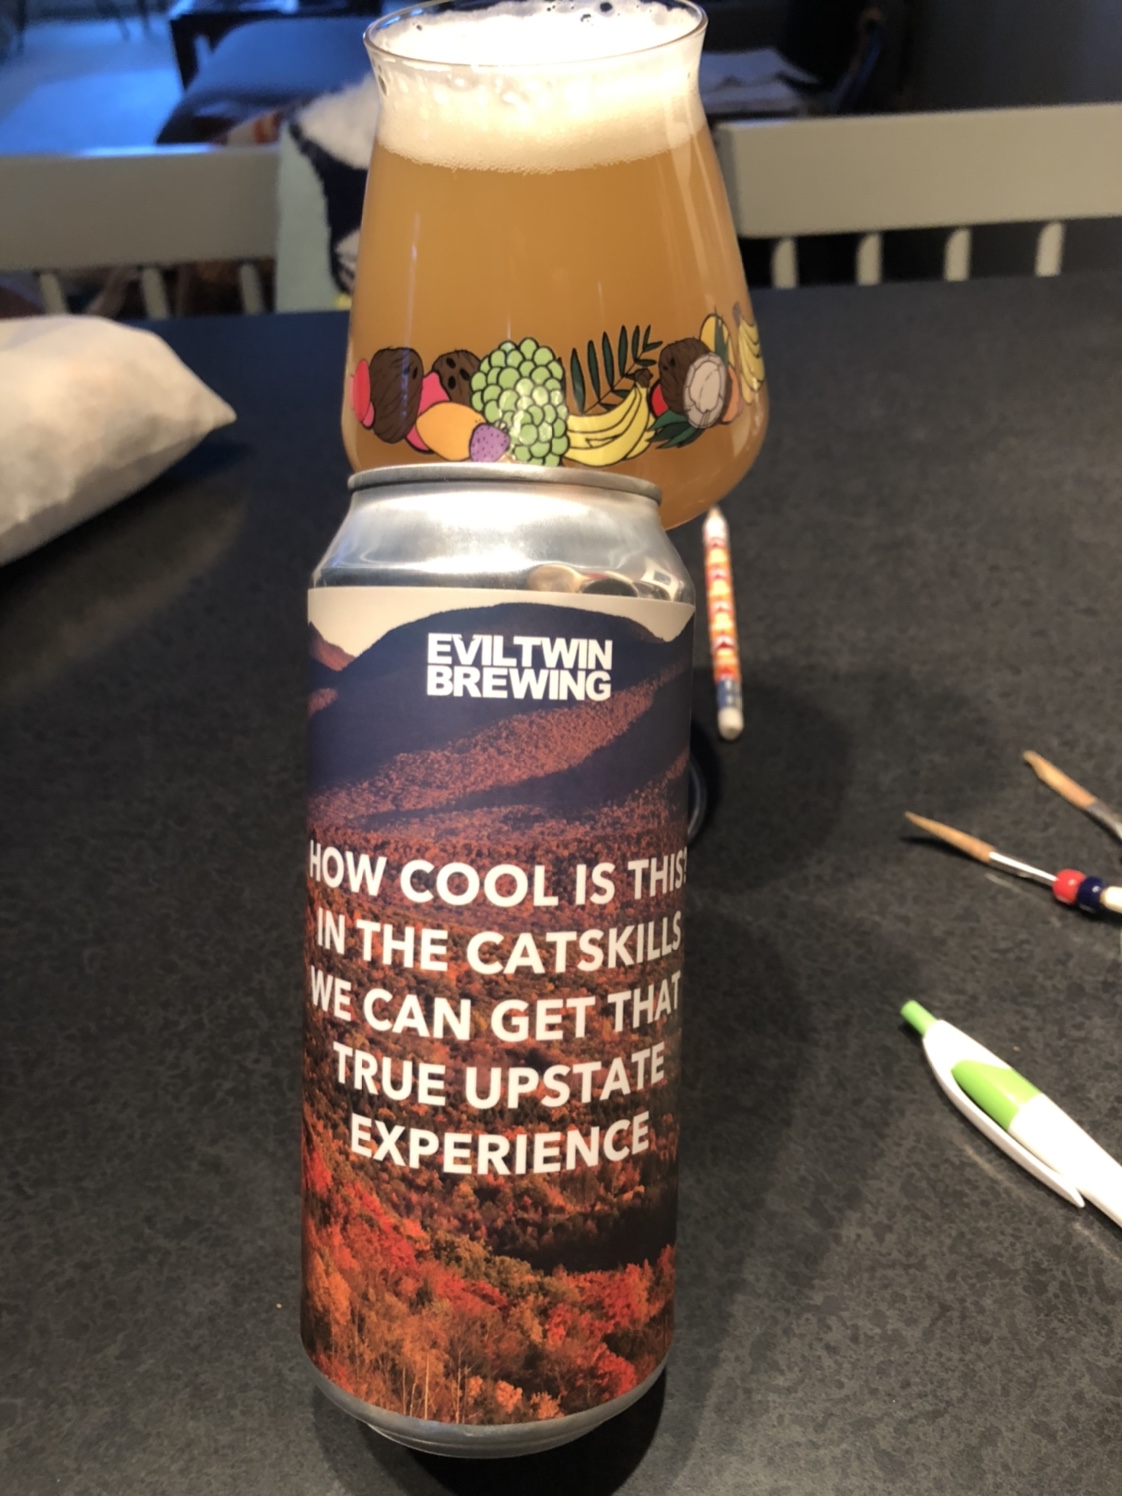 EVILTWIN
BREWING
HOW COOL IS THIS?
IN THE CATSKILLS
WE CAN GET THAT
TRUE UPSTATE
EXPERIENCE